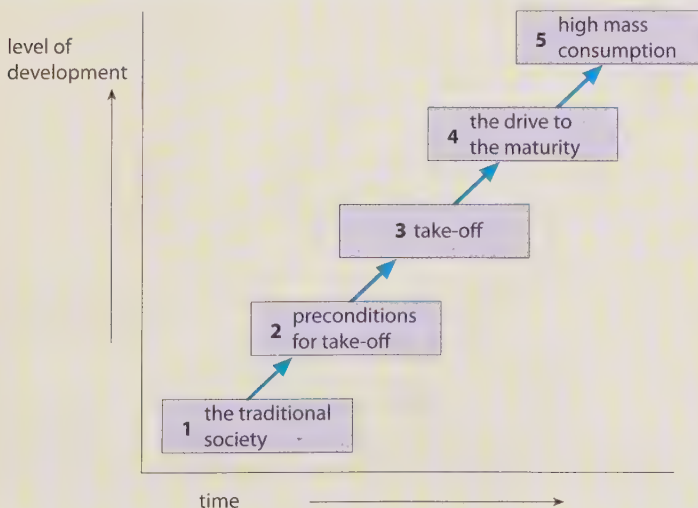 level of
development
5 high mass
consumption
4 the drive to
the maturity
3 take-off
2 preconditions
for take-off
1 the traditional
society
time